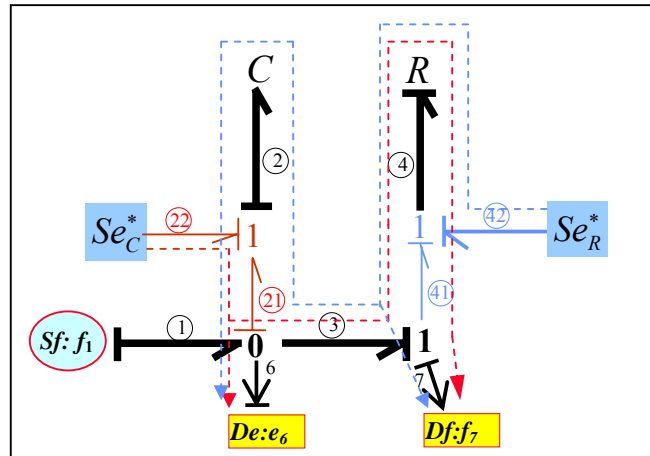 C R
2 4
Se*C 22 1 1 42 Se*R
21 41
Sf: f1 1 0 3 1
6 7
De:e6 Df:f7